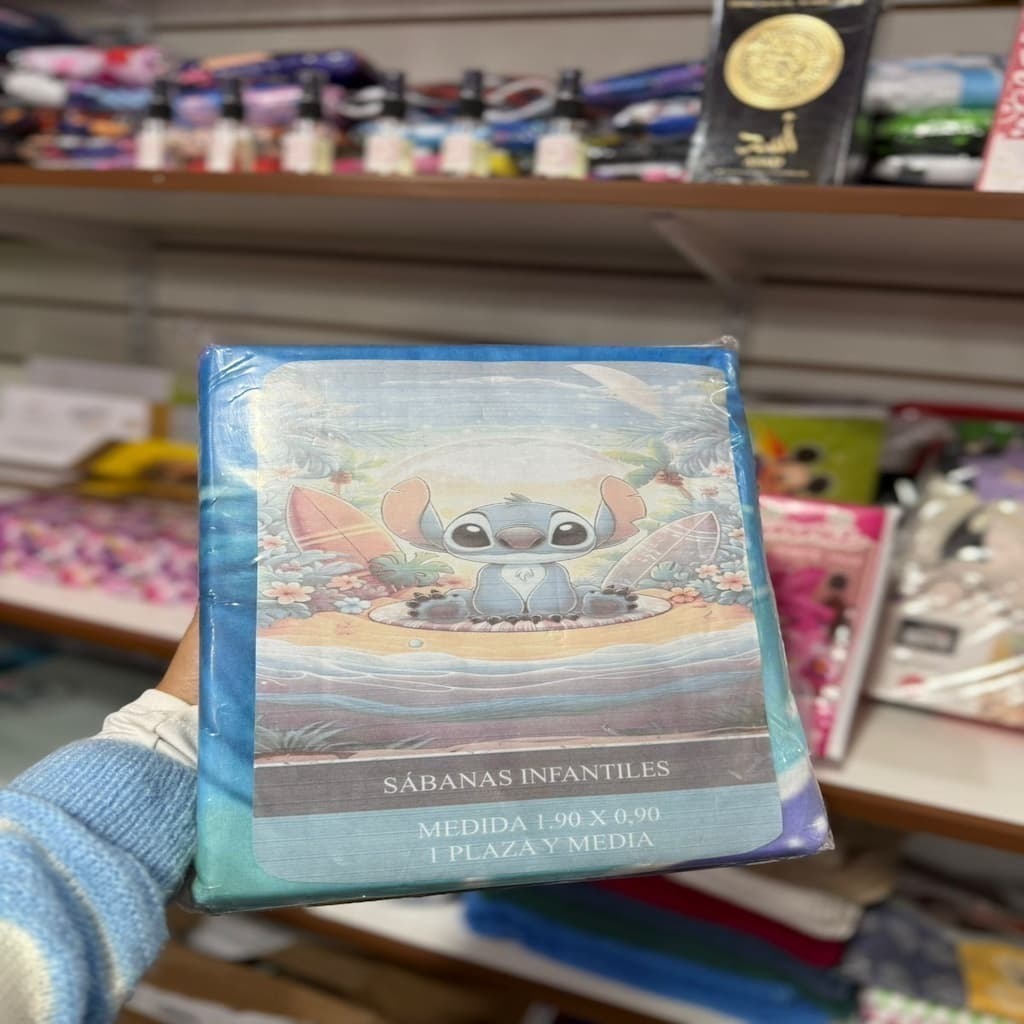 SÁBANAS INFANTILES
MEDIDA 1.90 X 0,90
1 PLAZA Y MEDIA